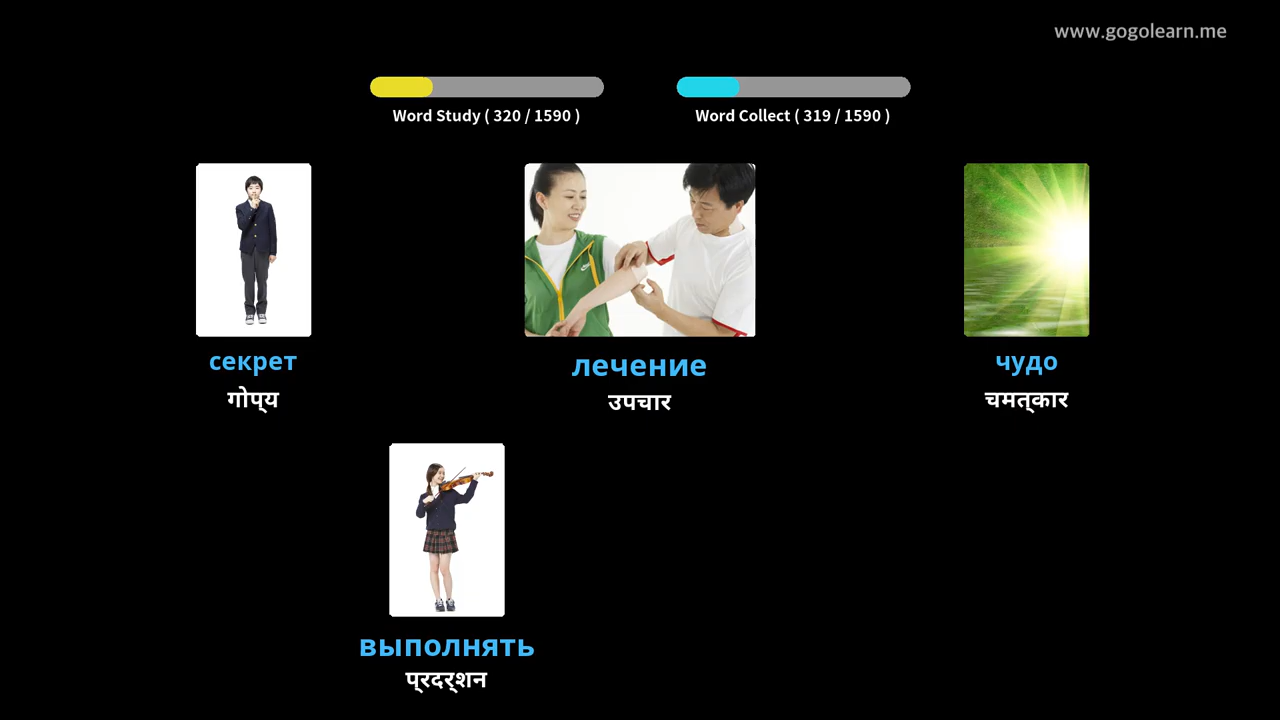 www.gogolearn.me
Word Study ( 320 / 1590 )
Word Collect ( 319 / 1590 )
секрет
गोप्‌य
лечение
उपचार
чудо
चमत्‌कार
выполнять
प्‌रदर्‌शन